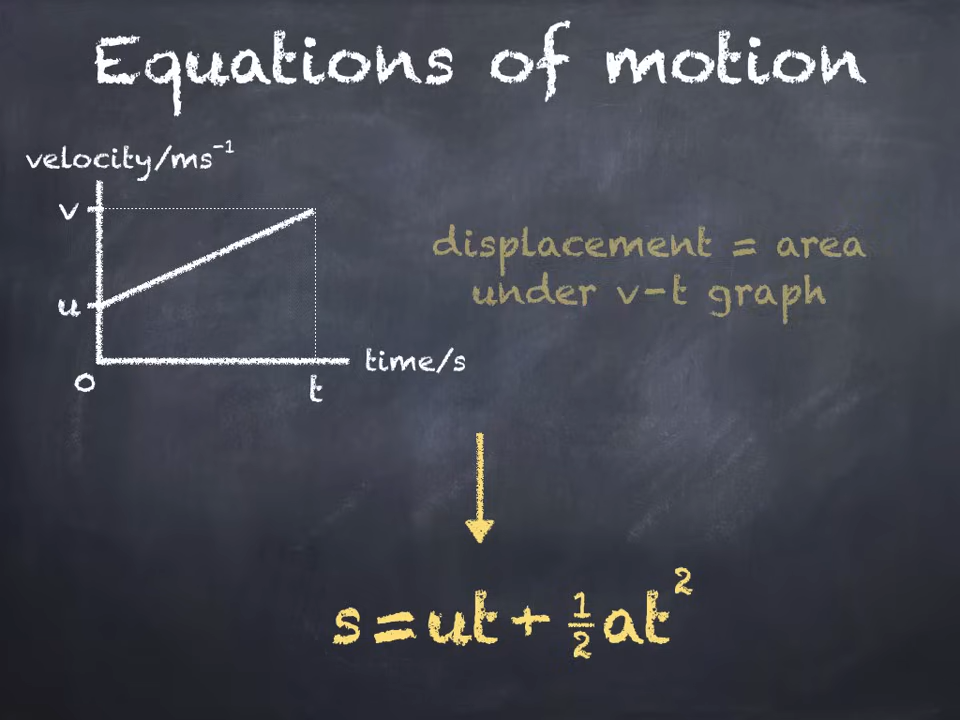 Equations of motion
velocity/ms⁻¹
v
u
0
t
time/s
displacement = area
under v-t graph
s = ut + ½at²